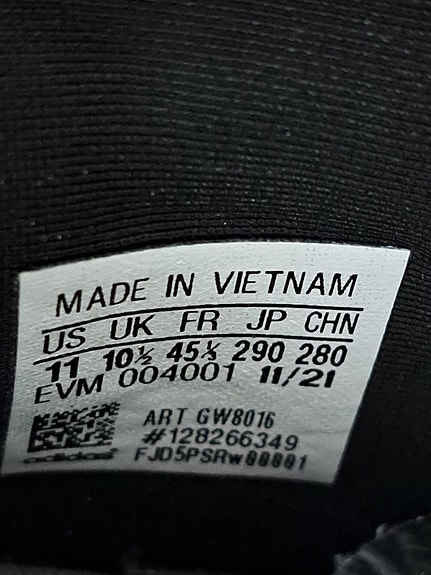 MADE IN VIETNAM
US UK FR JP CHN
11 10½ 45⅓ 290 280
EVM 004001 11/21
ART GW8016
#128266349
adidas